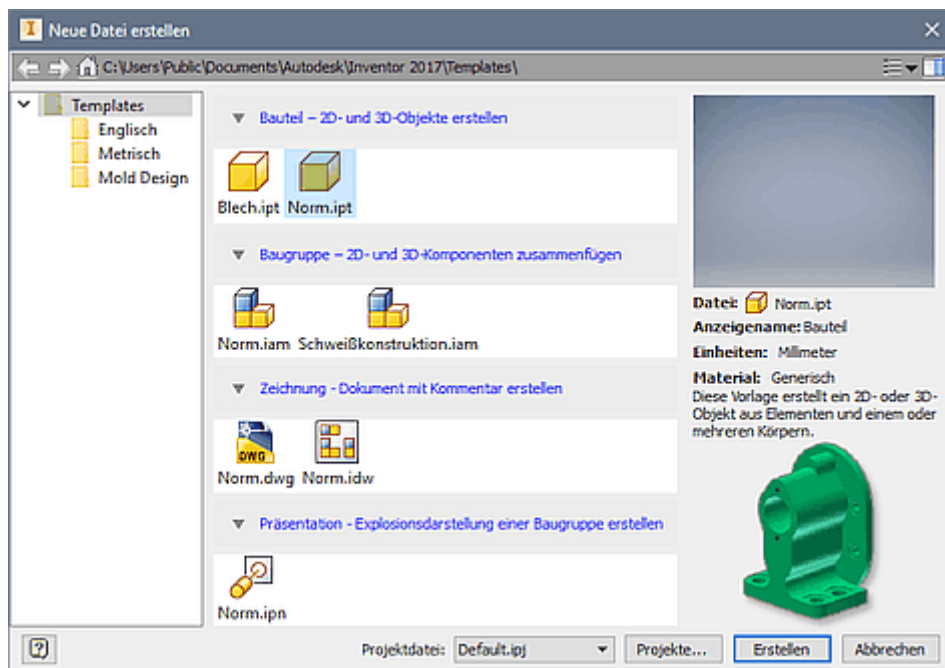 Neue Datei erstellen
C:\Users\Public\Documents\Autodesk\Inventor 2017\Templates\
Templates
Englisch
Metrisch
Mold Design
Bauteil – 2D- und 3D-Objekte erstellen
Blech.ipt Norm.ipt
Baugruppe – 2D- und 3D-Komponenten zusammenfügen
Norm.iam Schweißkonstruktion.iam
Zeichnung - Dokument mit Kommentar erstellen
DWG
Norm.dwg Norm.idw
Präsentation - Explosionsdarstellung einer Baugruppe erstellen
Norm.ipn
Datei: Norm.ipt
Anzeigename: Bauteil
Einheiten: Millimeter
Material: Generisch
Diese Vorlage erstellt ein 2D- oder 3D-
Objekt aus Elementen und einem oder
mehreren Körpern.
Projektdatei: Default.ipj Projekte... Erstellen Abbrechen